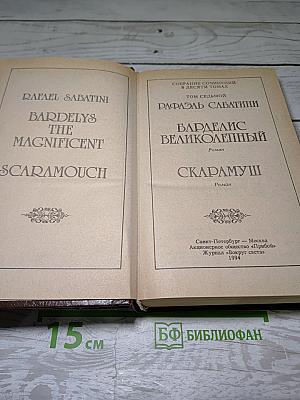 RAFAEL SABATINI
BARDELYS
THE
MAGNIFICENT
SCARAMOUCH
СОБРАНИЕ СОЧИНЕНИЙ
В ДЕСЯТИ ТОМАХ
ТОМ СЕДЬМОЙ
РАФАЭЛЬ САБАТИНИ
БАРДЕЛИС
ВЕЛИКОЛЕПНЫЙ
Роман
СКАРАМУШ
Роман
Санкт-Петербург — Москва
Акционерное общество «Прибой»
Журнал «Вокруг света»
1994
15 см
БФ БИБЛИОФАН